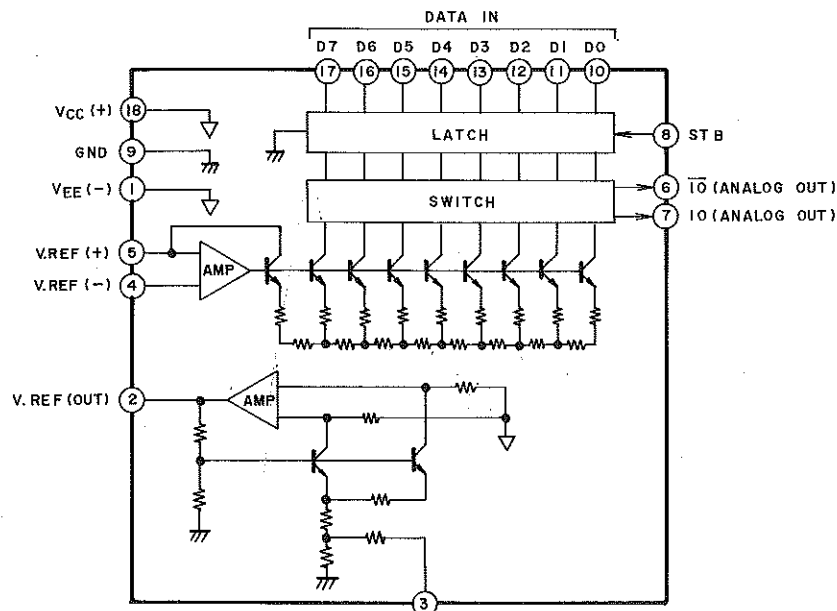 DATA IN
D7 D6 D5 D4 D3 D2 D1 D0
17 16 15 14 13 12 11 10
VCC (+) 18
LATCH
8 STB
GND 9
VEE (−) 1
SWITCH
6 I̅O̅ (ANALOG OUT)
7 IO (ANALOG OUT)
V.REF (+) 5
AMP
V.REF (−) 4
V.REF (OUT) 2
AMP
3